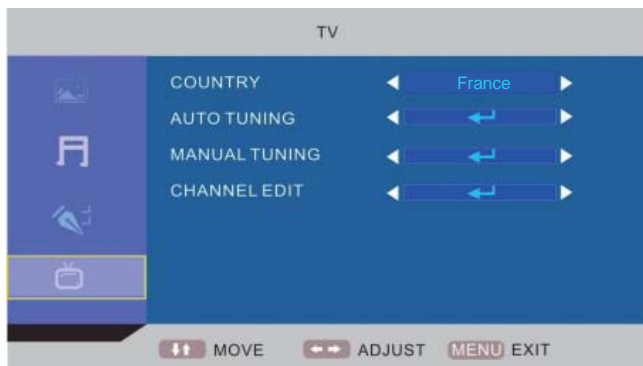 TV
COUNTRY France
AUTO TUNING
MANUAL TUNING
CHANNEL EDIT
MOVE ADJUST MENU EXIT